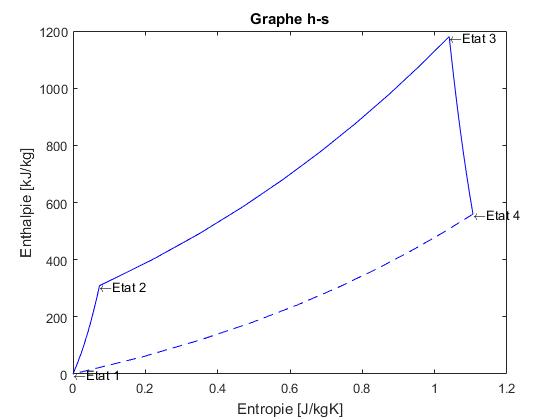 Graphe h-s
1200
1000
800
600
400
200
0
Enthalpie [kJ/kg]
←Etat 3
←Etat 4
←Etat 2
←Etat 1
0
0.2
0.4
0.6
0.8
1
1.2
Entropie [J/kgK]